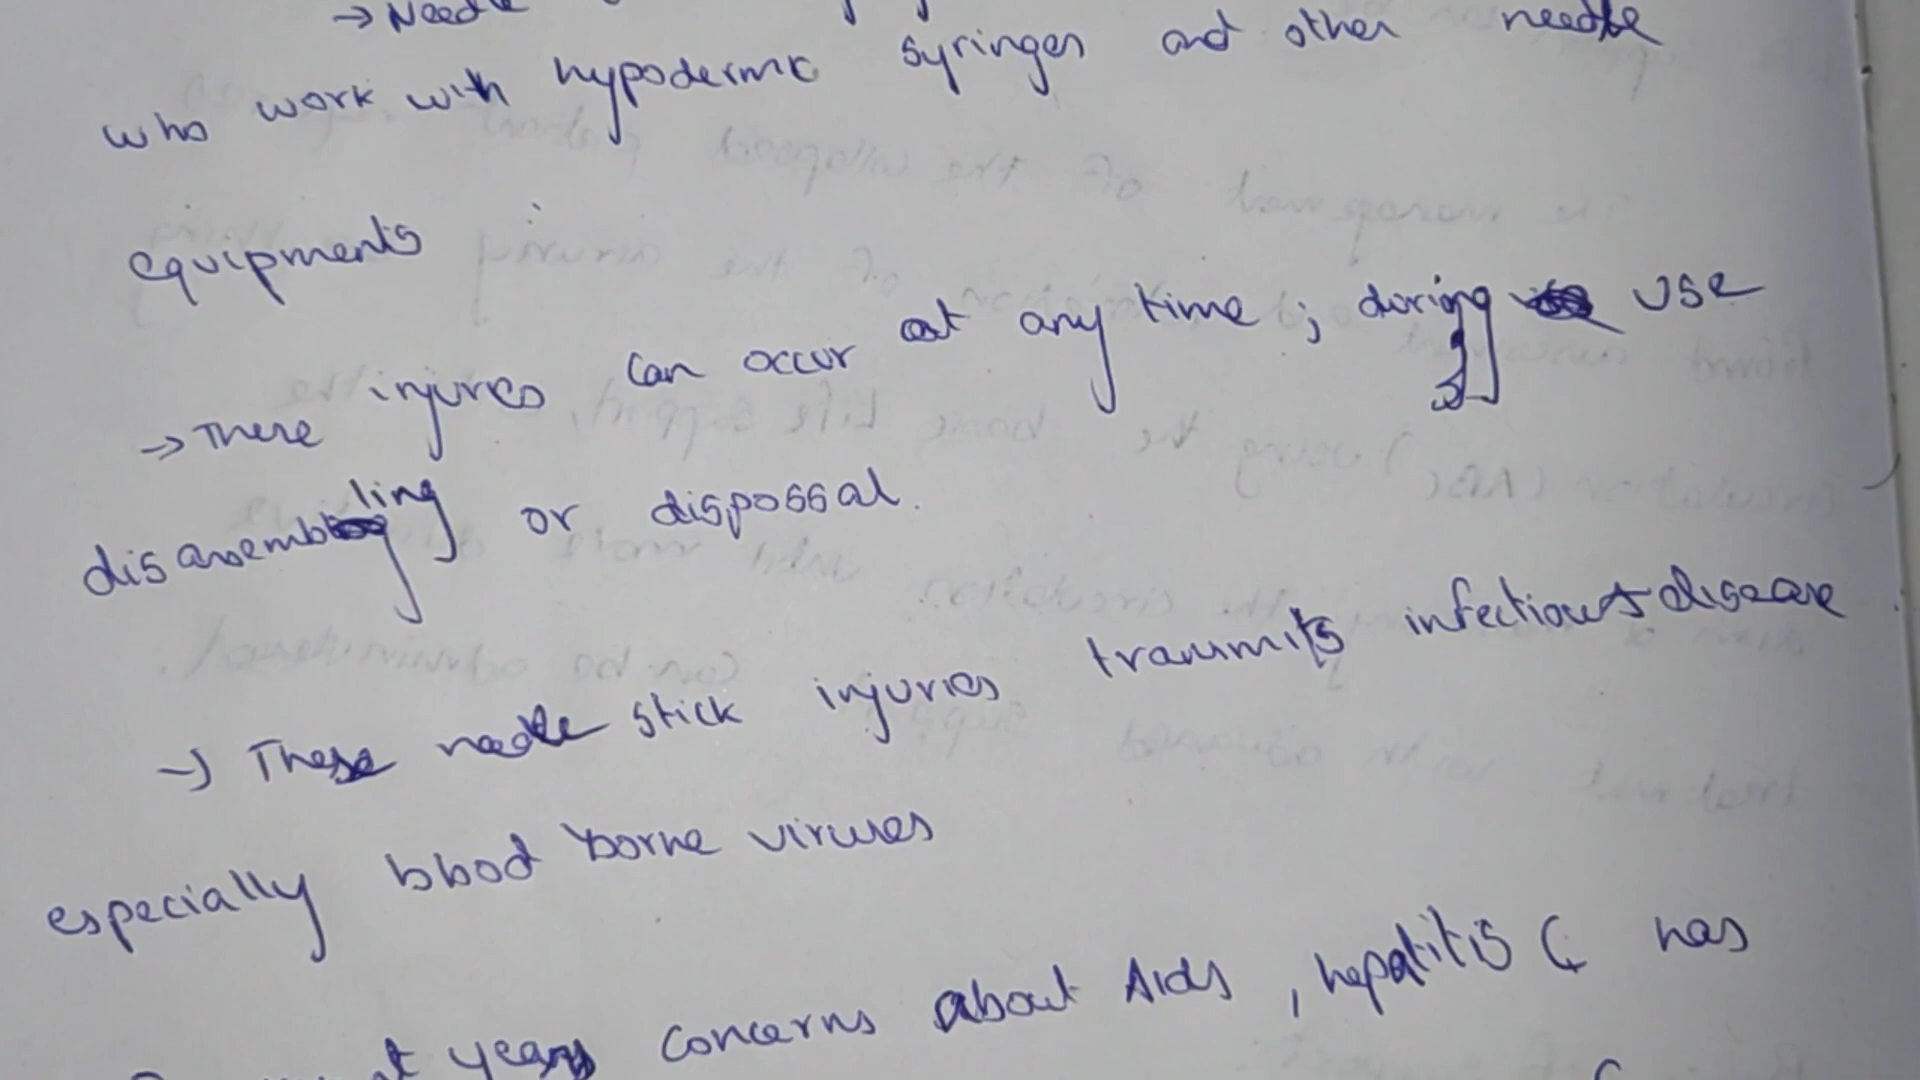 → Needle
who work with hypodermic syringes and other needle
equipments
→ These injuries can occur at any time ; during use
disassembling or dispossal.
→ These needle stick injuries transmits infectious disease
especially blood borne viruses
years concerns about AIDS , hepatitis C has